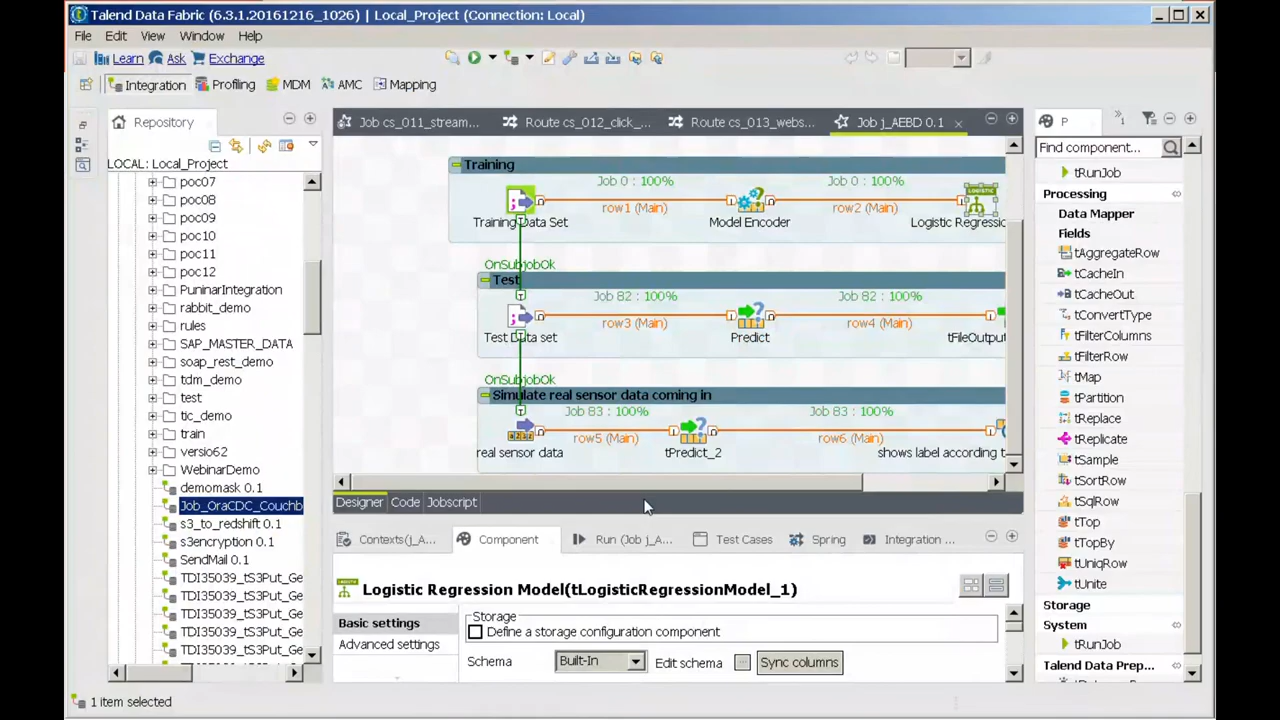 Talend Data Fabric (6.3.1.20161216_1026) | Local_Project (Connection: Local)
File Edit View Window Help
Learn Ask Exchange
Integration Profiling MDM AMC Mapping
Repository
LOCAL: Local_Project
poc07
poc08
poc09
poc10
poc11
poc12
PuninarIntegration
rabbit_demo
rules
SAP_MASTER_DATA
soap_rest_demo
tdm_demo
test
tic_demo
train
versio62
WebinarDemo
demomask 0.1
Job_OraCDC_Couchb
s3_to_redshift 0.1
s3encryption 0.1
SendMail 0.1
TDI35039_tS3Put_Ge
TDI35039_tS3Put_Ge
TDI35039_tS3Put_Ge
TDI35039_tS3Put_Ge
TDI35039_tS3Put_Ge
Job cs_011_stream... Route cs_012_click_... Route cs_013_webs... Job j_AEBD 0.1
Training
Job 0 : 100% Job 0 : 100%
LOGISTIC
row1 (Main) row2 (Main)
Training Data Set Model Encoder Logistic Regressio
OnSubjobOk
Test
Job 82 : 100% Job 82 : 100%
row3 (Main) row4 (Main)
Test Data set Predict tFileOutput
OnSubjobOk
Simulate real sensor data coming in
Job 83 : 100% Job 83 : 100%
row5 (Main) row6 (Main)
real sensor data tPredict_2 shows label according t
Designer Code Jobscript
Contexts(j_A... Component Run (Job j_A... Test Cases Spring Integration ...
Logistic Regression Model(tLogisticRegressionModel_1)
Basic settings
Advanced settings
Storage
Define a storage configuration component
Schema Built-In Edit schema ... Sync columns
P
Find component...
tRunJob
Processing
Data Mapper
Fields
tAggregateRow
tCacheIn
tCacheOut
tConvertType
tFilterColumns
tFilterRow
tMap
tPartition
tReplace
tReplicate
tSample
tSortRow
tSqlRow
tTop
tTopBy
tUniqRow
tUnite
Storage
System
tRunJob
Talend Data Prep...
1 item selected